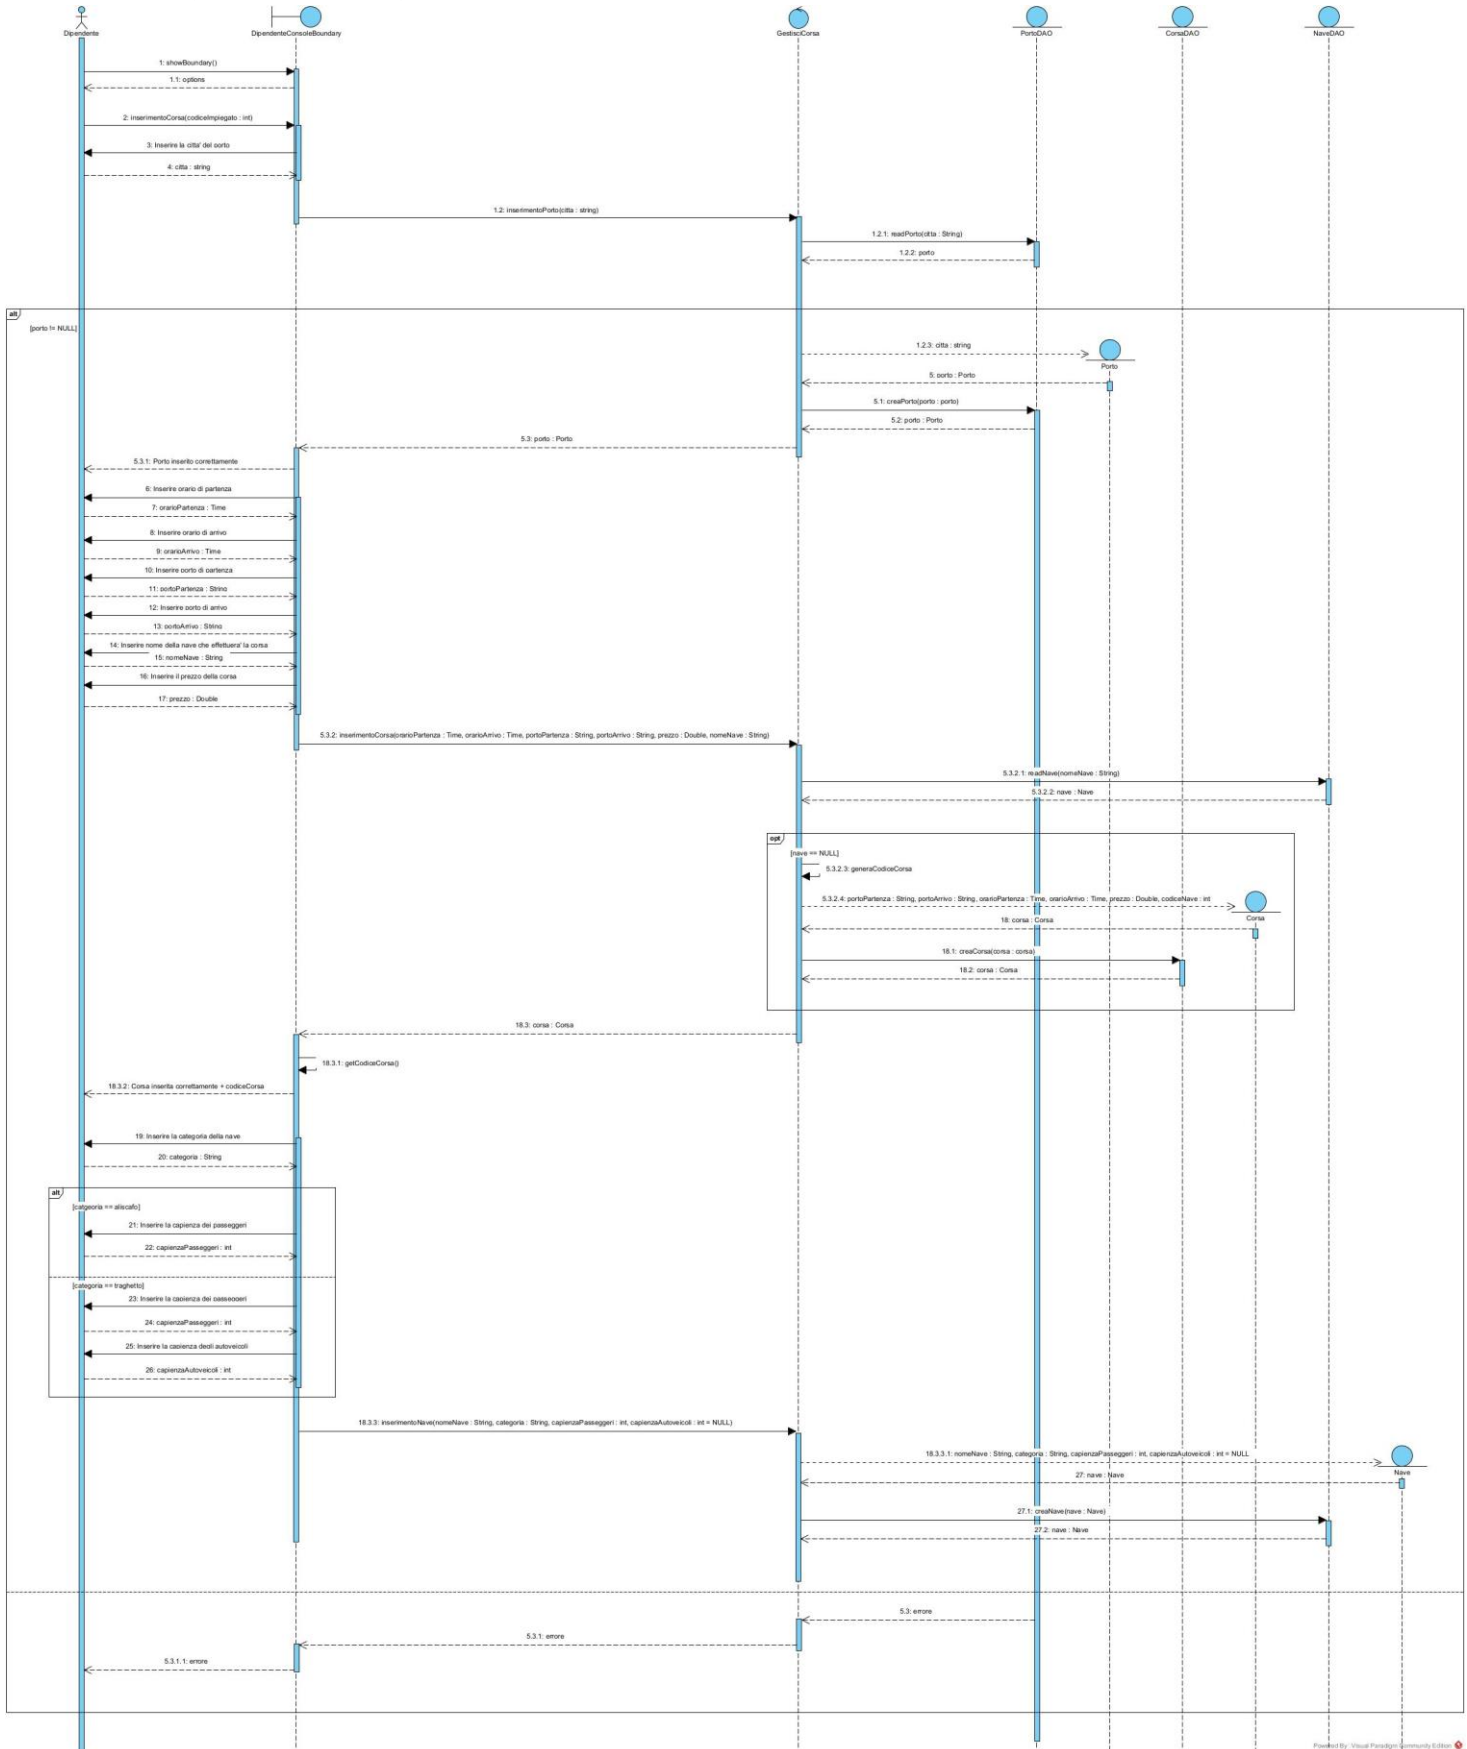 Dipendente
DipendenteConsoleBoundary
GestisciCorsa
PortoDAO
CorsaDAO
NaveDAO
1: showBoundary()
1.1: options
2: inserimentoCorsa(codiceImpiegato : int)
3: Inserire la citta' del porto
4: citta : string
1.2: inserimentoPorto(citta : string)
1.2.1: readPorto(citta : String)
1.2.2: porto
alt
[porto != NULL]
1.2.3: citta : string
Porto
5: porto : Porto
5.1: creaPorto(porto : porto)
5.2: porto : Porto
5.3: porto : Porto
5.3.1: Porto inserito correttamente
6: Inserire orario di partenza
7: orarioPartenza : Time
8: Inserire orario di arrivo
9: orarioArrivo : Time
10: Inserire porto di partenza
11: portoPartenza : String
12: Inserire porto di arrivo
13: portoArrivo : String
14: Inserire nome della nave che effettuera' la corsa
15: nomeNave : String
16: Inserire il prezzo della corsa
17: prezzo : Double
5.3.2: inserimentoCorsa(orarioPartenza : Time, orarioArrivo : Time, portoPartenza : String, portoArrivo : String, prezzo : Double, nomeNave : String)
5.3.2.1: readNave(nomeNave : String)
5.3.2.2: nave : Nave
opt
[nave == NULL]
5.3.2.3: generaCodiceCorsa
5.3.2.4: portoPartenza : String, portoArrivo : String, orarioPartenza : Time, orarioArrivo : Time, prezzo : Double, codiceNave : int
Corsa
18: corsa : Corsa
18.1: creaCorsa(corsa : corsa)
18.2: corsa : Corsa
18.3: corsa : Corsa
18.3.1: getCodiceCorsa()
18.3.2: Corsa inserita correttamente + codiceCorsa
19: Inserire la categoria della nave
20: categoria : String
alt
[catgeoria == aliscafo]
21: Inserire la capienza dei passeggeri
22: capienzaPasseggeri : int
[categoria == traghetto]
23: Inserire la capienza dei passeggeri
24: capienzaPasseggeri : int
25: Inserire la capienza degli autoveicoli
26: capienzaAutoveicoli : int
18.3.3: inserimentoNave(nomeNave : String, categoria : String, capienzaPasseggeri : int, capienzaAutoveicoli : int = NULL)
18.3.3.1: nomeNave : String, categoria : String, capienzaPasseggeri : int, capienzaAutoveicoli : int = NULL
Nave
27: nave : Nave
27.1: creaNave(nave : Nave)
27.2: nave : Nave
5.3: errore
5.3.1: errore
5.3.1.1: errore
Powered By Visual Paradigm Community Edition